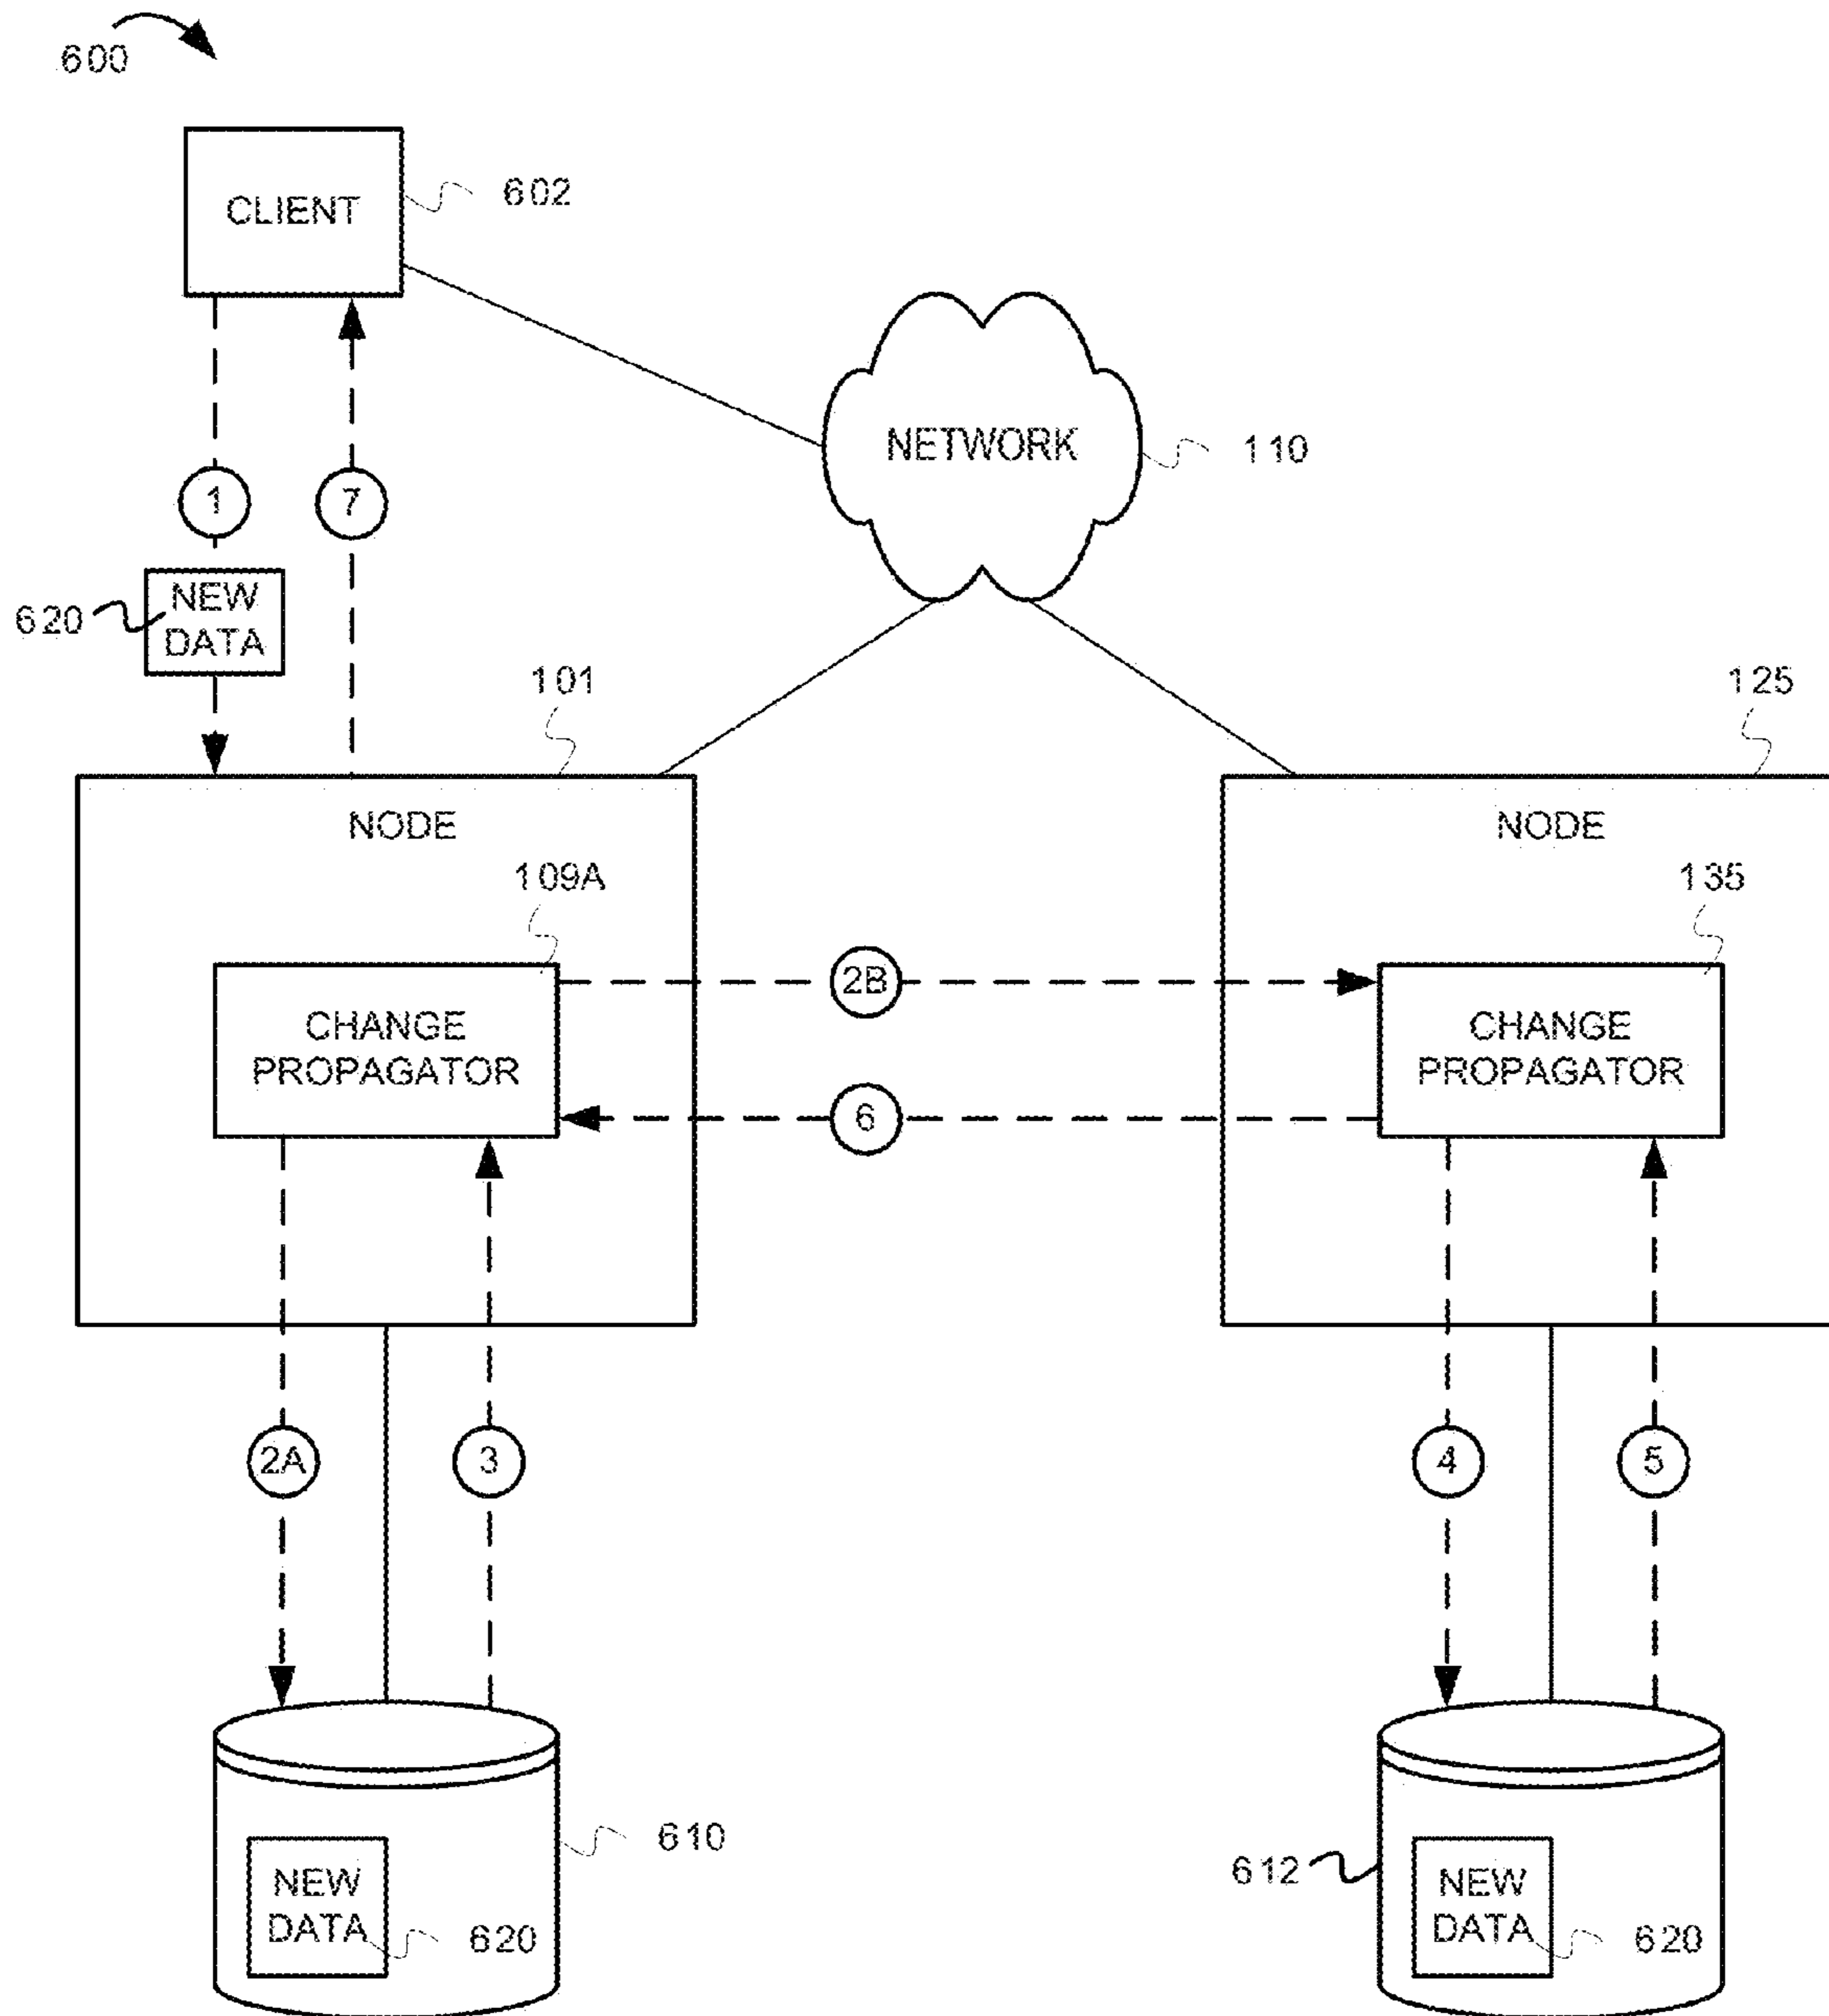 600
CLIENT
602
NETWORK
110
1
7
620
NEW
DATA
101
125
NODE
NODE
109A
135
CHANGE
PROPAGATOR
2B
CHANGE
PROPAGATOR
6
2A
3
4
5
610
NEW
DATA
620
612
NEW
DATA
620